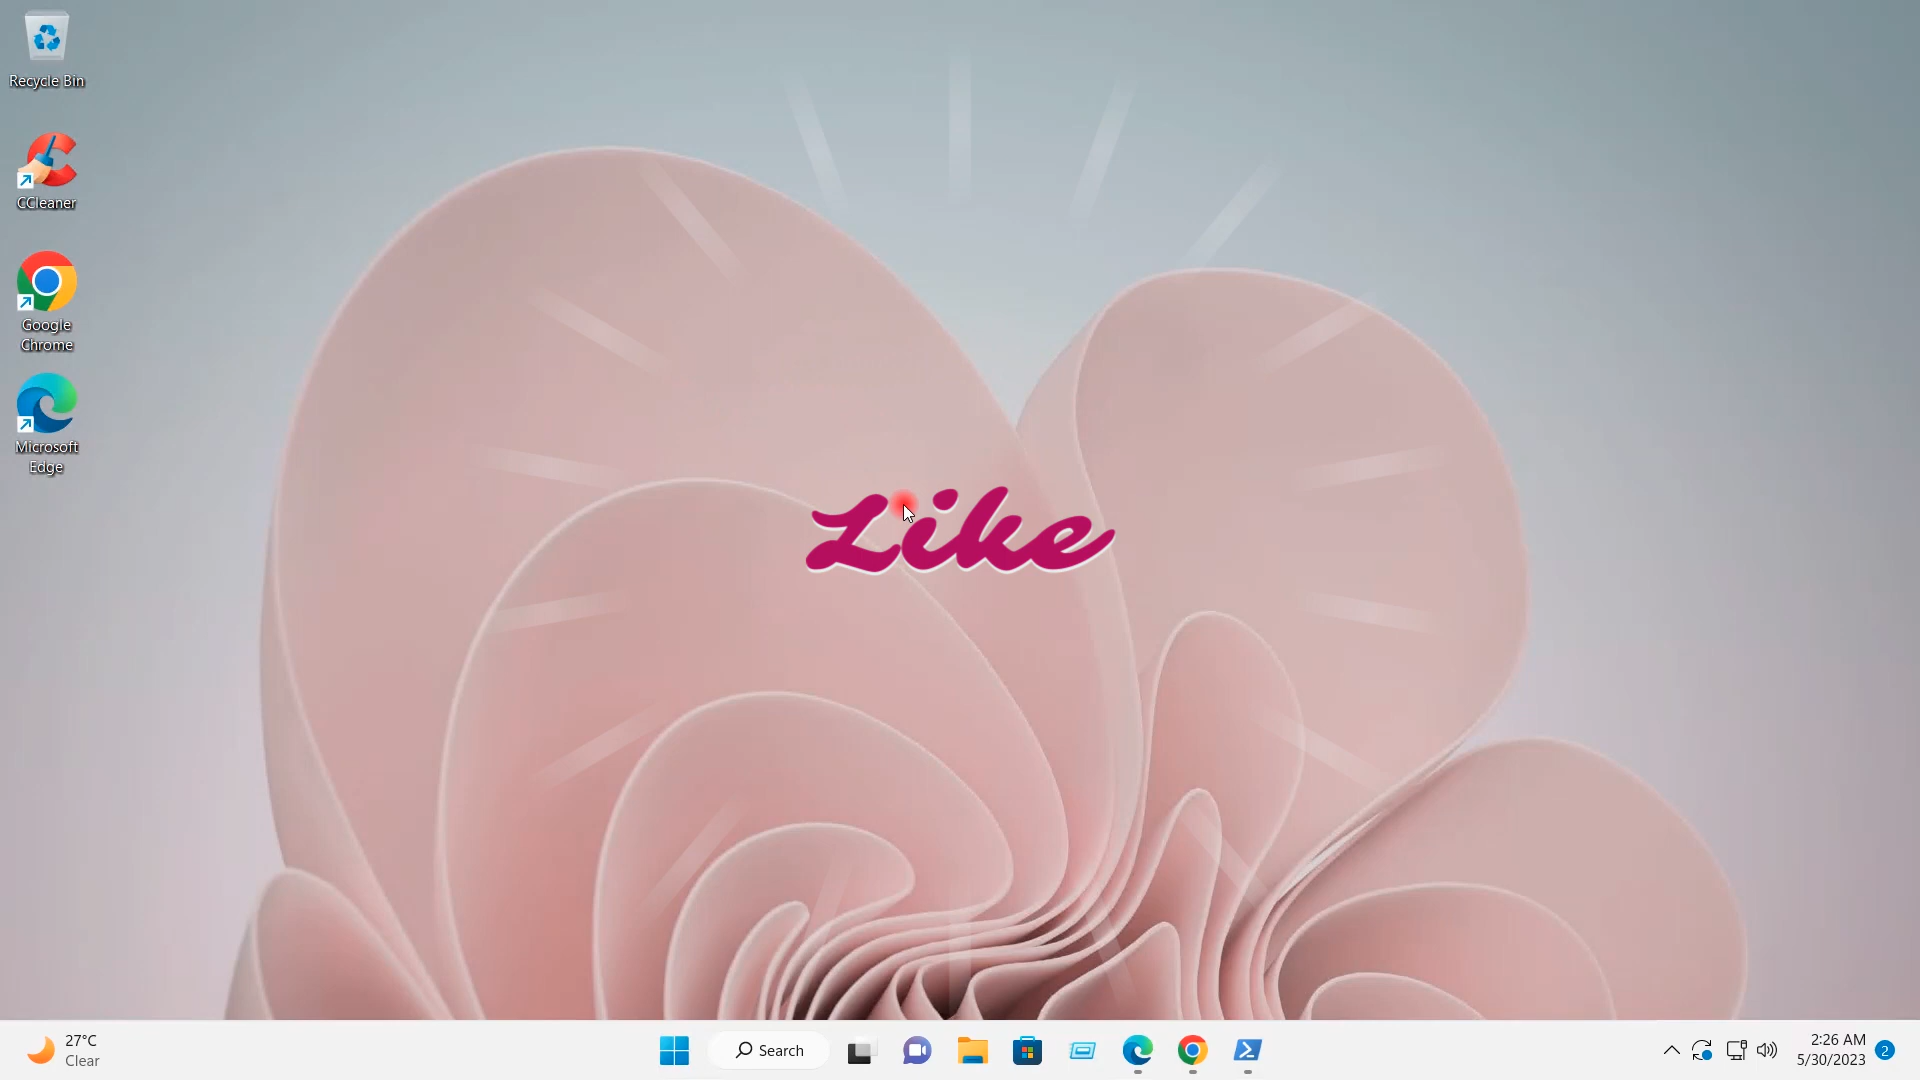 Recycle Bin
CCleaner
Google
Chrome
Microsoft
Edge
Like
27°C
Clear
Search
2:26 AM
5/30/2023
2